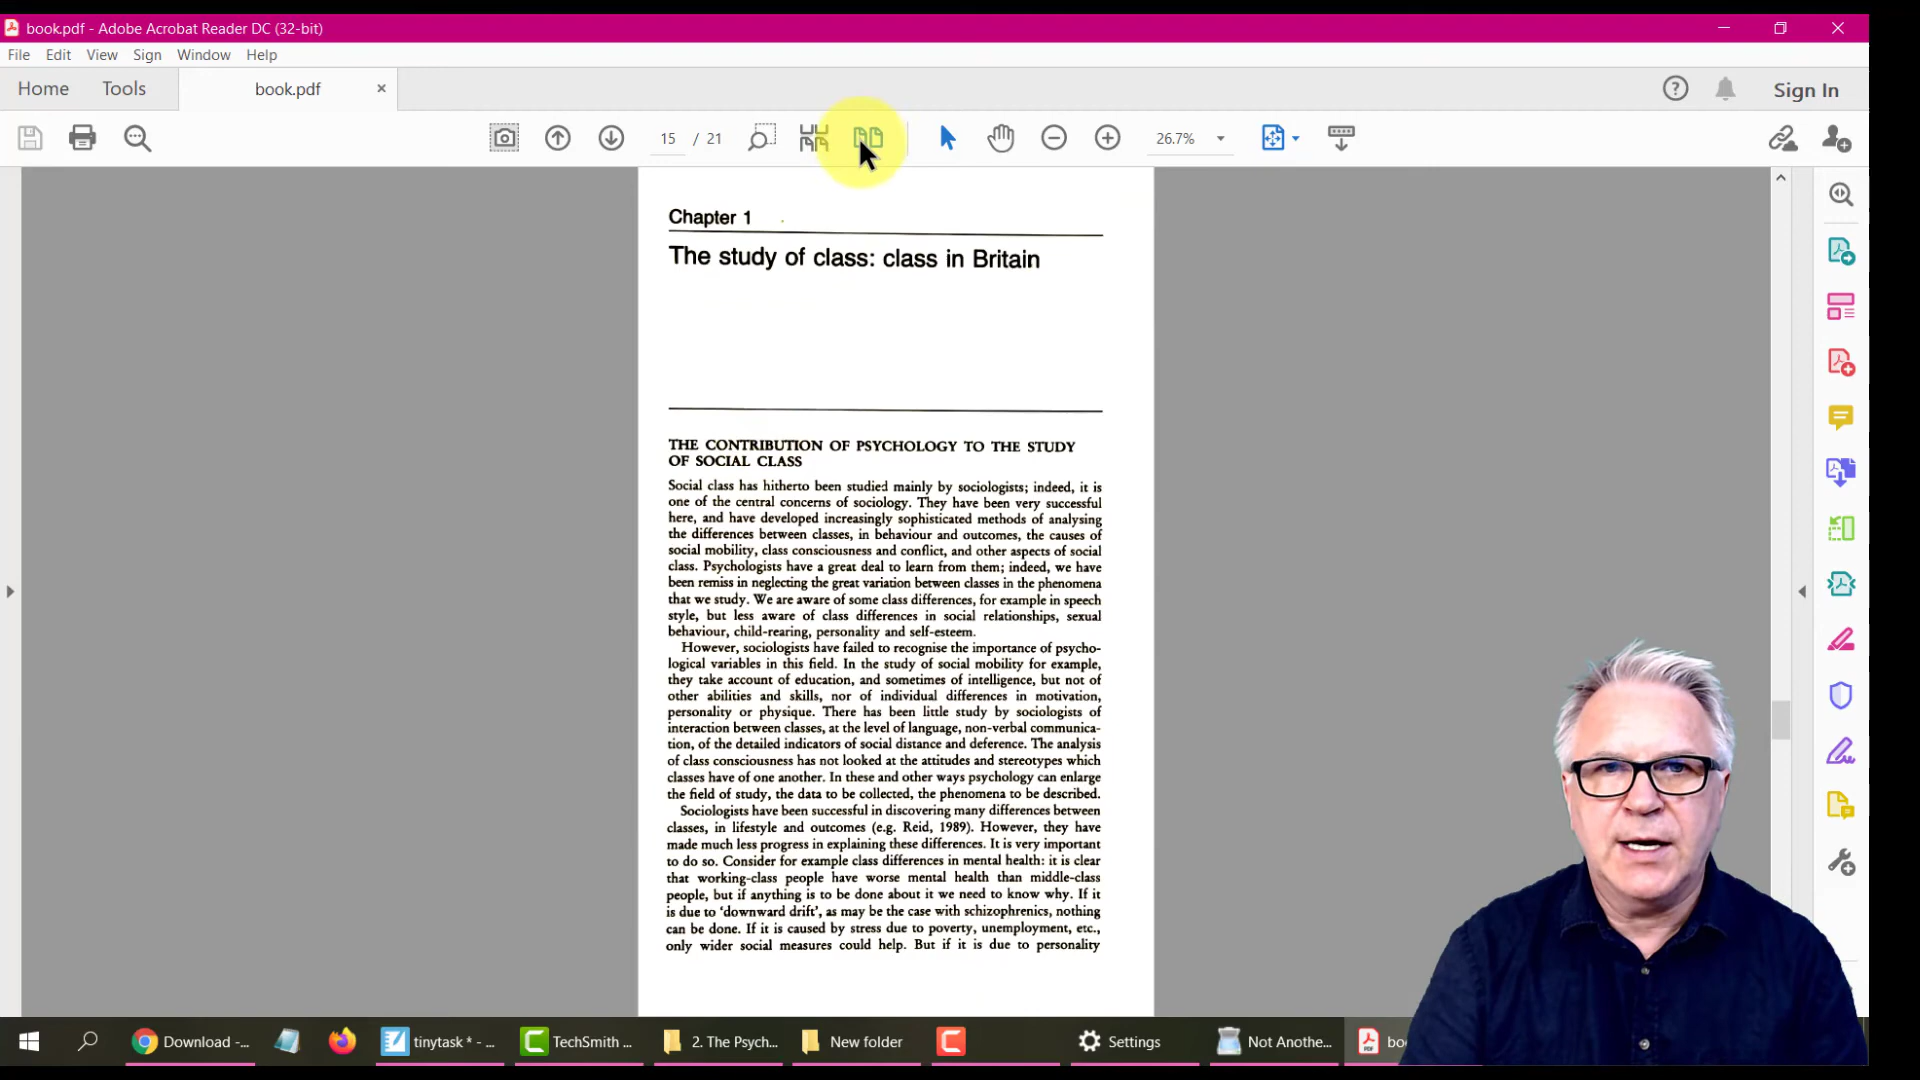 book.pdf - Adobe Acrobat Reader DC (32-bit)
File Edit View Sign Window Help
Home Tools book.pdf Sign In
15 / 21 26.7%
Chapter 1
The study of class: class in Britain
THE CONTRIBUTION OF PSYCHOLOGY TO THE STUDY
OF SOCIAL CLASS
Social class has hitherto been studied mainly by sociologists; indeed, it is
one of the central concerns of sociology. They have been very successful
here, and have developed increasingly sophisticated methods of analysing
the differences between classes, in behaviour and outcomes, the causes of
social mobility, class consciousness and conflict, and other aspects of social
class. Psychologists have a great deal to learn from them; indeed, we have
been remiss in neglecting the great variation between classes in the phenomena
that we study. We are aware of some class differences, for example in speech
style, but less aware of class differences in social relationships, sexual
behaviour, child-rearing, personality and self-esteem.
However, sociologists have failed to recognise the importance of psycho-
logical variables in this field. In the study of social mobility for example,
they take account of education, and sometimes of intelligence, but not of
other abilities and skills, nor of individual differences in motivation,
personality or physique. There has been little study by sociologists of
interaction between classes, at the level of language, non-verbal communica-
tion, of the detailed indicators of social distance and deference. The analysis
of class consciousness has not looked at the attitudes and stereotypes which
classes have of one another. In these and other ways psychology can enlarge
the field of study, the data to be collected, the phenomena to be described.
Sociologists have been successful in discovering many differences between
classes, in lifestyle and outcomes (e.g. Reid, 1989). However, they have
made much less progress in explaining these differences. It is very important
to do so. Consider for example class differences in mental health: it is clear
that working-class people have worse mental health than middle-class
people, but if anything is to be done about it we need to know why. If it
is due to 'downward drift', as may be the case with schizophrenics, nothing
can be done. If it is caused by stress due to poverty, unemployment, etc.,
only wider social measures could help. But if it is due to personality
Download -... tinytask * - ... TechSmith ... 2. The Psych... New folder Settings Not Anothe... bo